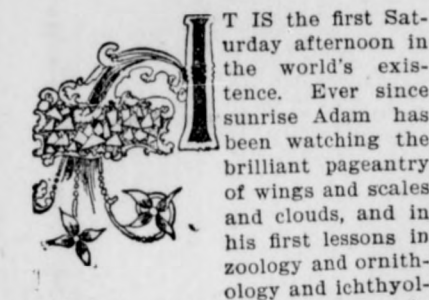 IT IS the first Sat-
urday afternoon in
the world's exis-
tence. Ever since
sunrise Adam has
been watching the
brilliant pageantry
of wings and scales
and clouds, and in
his first lessons in
zoology and ornith-
ology and ichthyol-